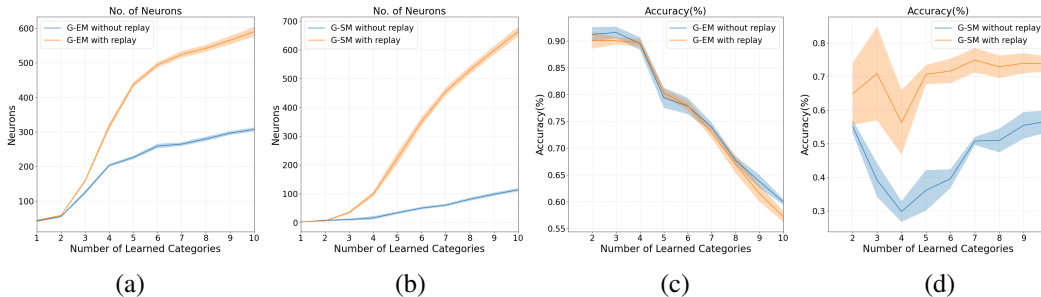 No. of Neurons
G-EM without replay
G-EM with replay
Neurons
600
500
400
300
200
100
1 2 3 4 5 6 7 8 9 10
Number of Learned Categories
(a)
No. of Neurons
G-SM without replay
G-SM with replay
Neurons
700
600
500
400
300
200
100
0
1 2 3 4 5 6 7 8 9 10
Number of Learned Categories
(b)
Accuracy(%)
G-EM without replay
G-EM with replay
Accuracy(%)
0.90
0.85
0.80
0.75
0.70
0.65
0.60
0.55
2 3 4 5 6 7 8 9 10
Number of Learned Categories
(c)
Accuracy(%)
G-SM without replay
G-SM with replay
Accuracy(%)
0.8
0.7
0.6
0.5
0.4
0.3
2 3 4 5 6 7 8 9
Number of Learned Categories
(d)